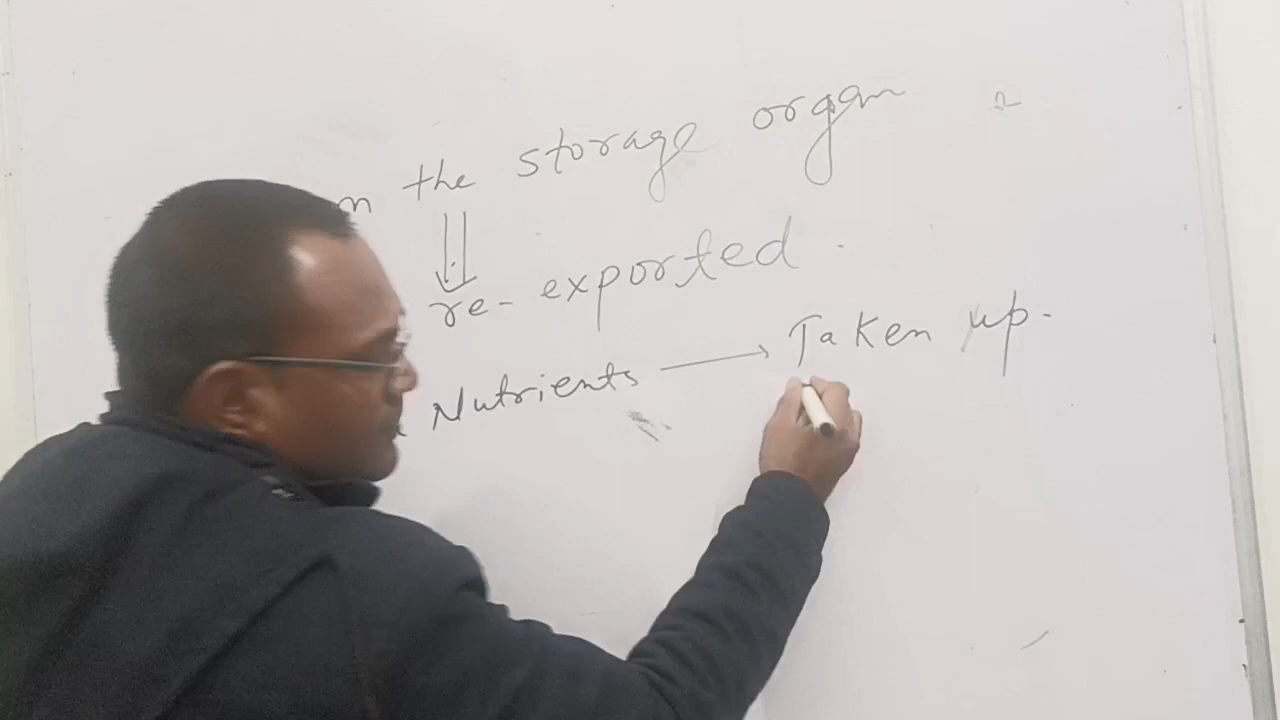 the storage organ
re-exported.
Nutrients → Taken up.